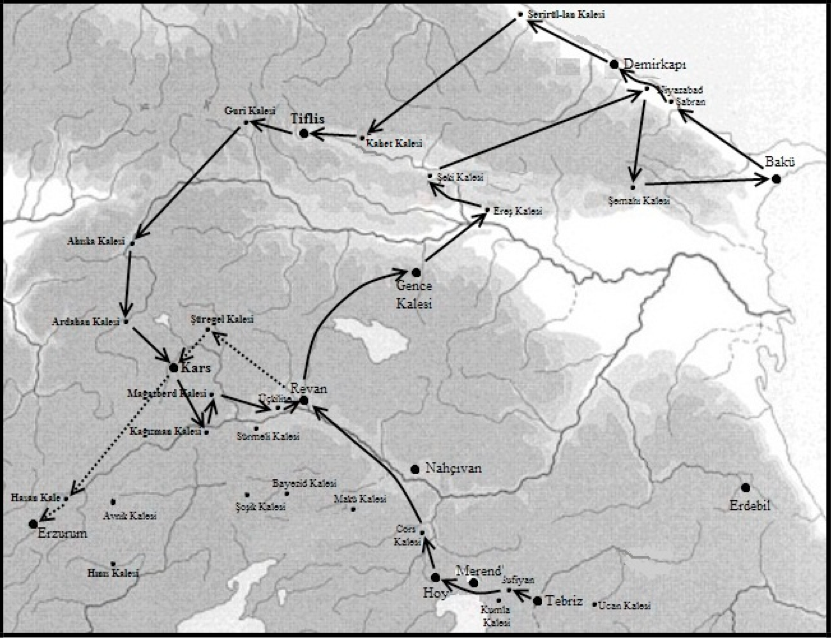 Serirül-lan Kalesi
Demirkapı
Niyazabad
Şabran
Guri Kalesi
Tiflis
Kahet Kalesi
Bakü
Şeki Kalesi
Şemahı Kalesi
Ereş Kalesi
Ahıska Kalesi
Gence
Kalesi
Ardahan Kalesi
Şüregel Kalesi
Kars
Revan
Mağazberd Kalesi
Üçkilise
Kağızman Kalesi
Sürmeli Kalesi
Nahçıvan
Bayezid Kalesi
Hasan Kale
Avnik Kalesi
Şoşik Kalesi
Makü Kalesi
Erdebil
Erzurum
Cors
Kalesi
Hınıs Kalesi
Merend
Sufiyan
Hoy
Kumla
Kalesi
Tebriz
Ucan Kalesi